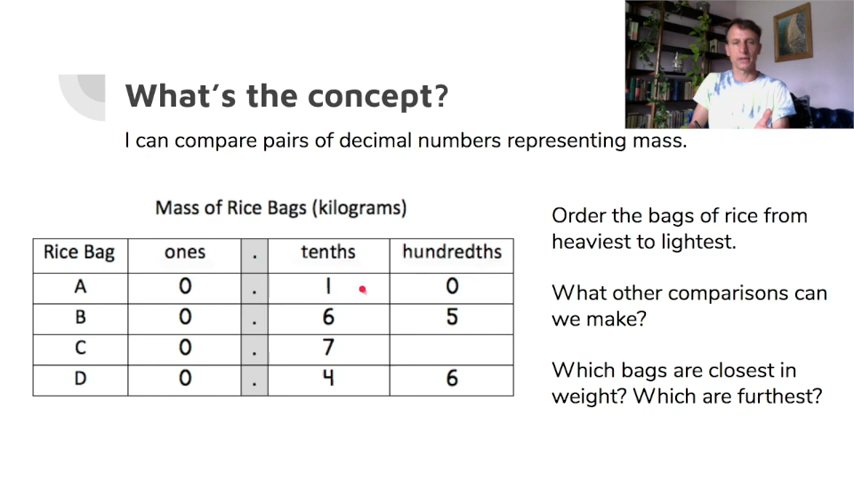 What's the concept?
I can compare pairs of decimal numbers representing mass.
Mass of Rice Bags (kilograms)
Rice Bag ones . tenths hundredths
A 0 . 1 0
B 0 . 6 5
C 0 . 7
D 0 . 4 6
Order the bags of rice from
heaviest to lightest.
What other comparisons can
we make?
Which bags are closest in
weight? Which are furthest?